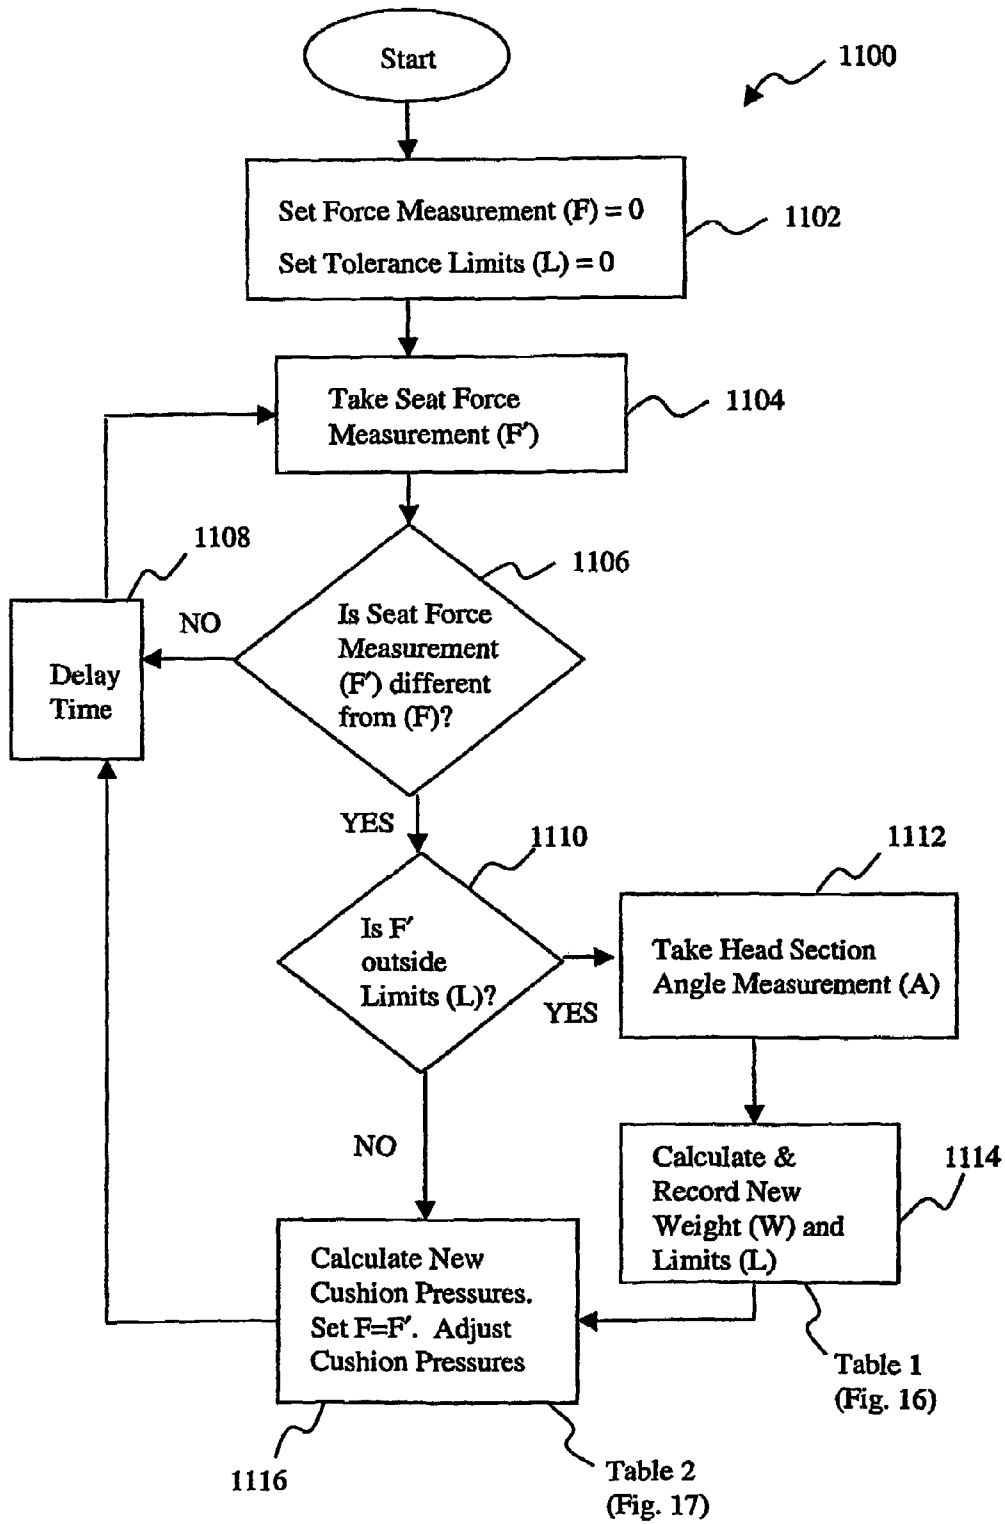 Start
1100
Set Force Measurement (F) = 0
Set Tolerance Limits (L) = 0
1102
Take Seat Force
Measurement (F')
1104
1108
1106
NO
Is Seat Force
Measurement
(F') different
from (F)?
Delay
Time
YES
1110
1112
Is F'
outside
Limits (L)?
Take Head Section
Angle Measurement (A)
YES
NO
Calculate &
Record New
Weight (W) and
Limits (L)
1114
Calculate New
Cushion Pressures.
Set F=F'. Adjust
Cushion Pressures
Table 1
(Fig. 16)
1116
Table 2
(Fig. 17)